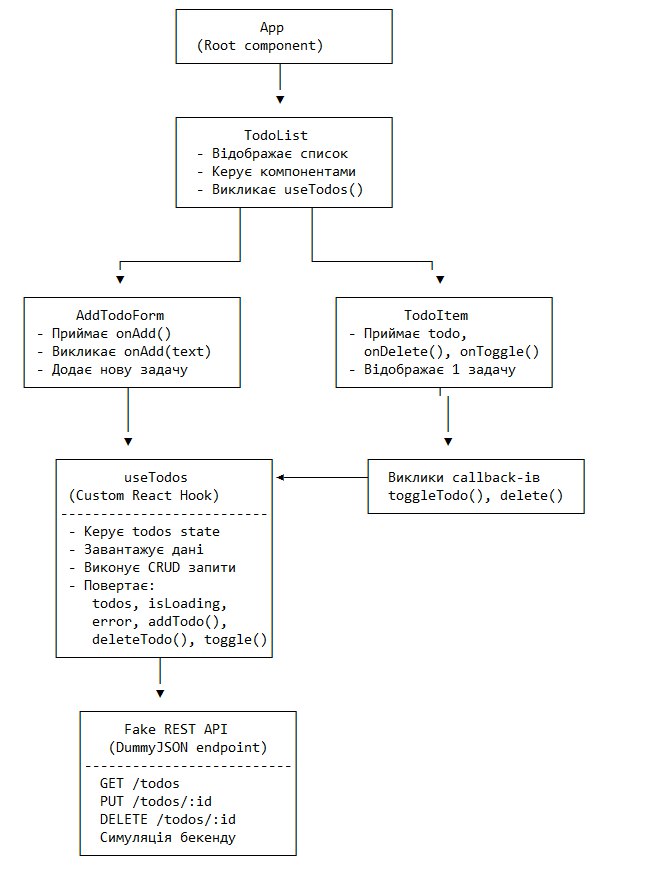 App
(Root component)
TodoList
- Відображає список
- Керує компонентами
- Викликає useTodos()
AddTodoForm
- Приймає onAdd()
- Викликає onAdd(text)
- Додає нову задачу
TodoItem
- Приймає todo,
onDelete(), onToggle()
- Відображає 1 задачу
useTodos
(Custom React Hook)
- Керує todos state
- Завантажує дані
- Виконує CRUD запити
- Повертає:
todos, isLoading,
error, addTodo(),
deleteTodo(), toggle()
Виклики callback-ів
toggleTodo(), delete()
Fake REST API
(DummyJSON endpoint)
GET /todos
PUT /todos/:id
DELETE /todos/:id
Симуляція бекенду